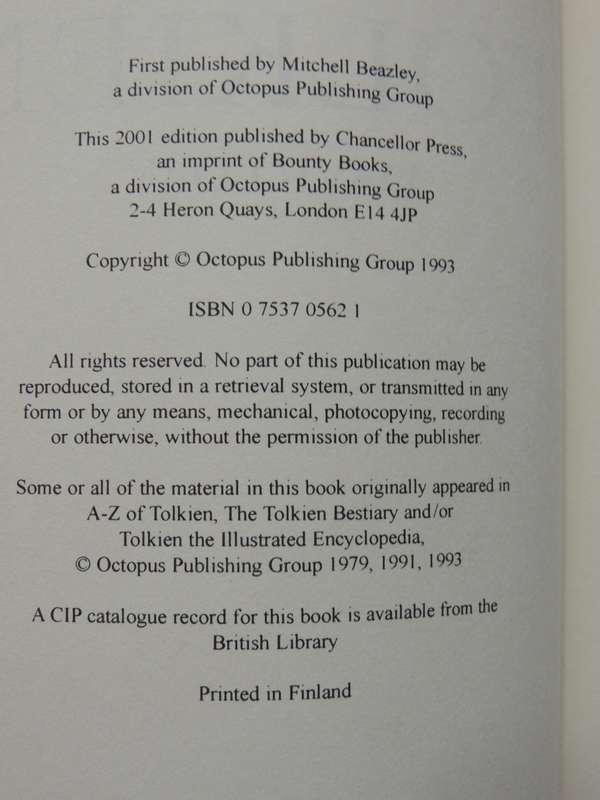 First published by Mitchell Beazley,
a division of Octopus Publishing Group
This 2001 edition published by Chancellor Press,
an imprint of Bounty Books,
a division of Octopus Publishing Group
2-4 Heron Quays, London E14 4JP
Copyright © Octopus Publishing Group 1993
ISBN 0 7537 0562 1
All rights reserved. No part of this publication may be
reproduced, stored in a retrieval system, or transmitted in any
form or by any means, mechanical, photocopying, recording
or otherwise, without the permission of the publisher.
Some or all of the material in this book originally appeared in
A-Z of Tolkien, The Tolkien Bestiary and/or
Tolkien the Illustrated Encyclopedia,
© Octopus Publishing Group 1979, 1991, 1993
A CIP catalogue record for this book is available from the
British Library
Printed in Finland